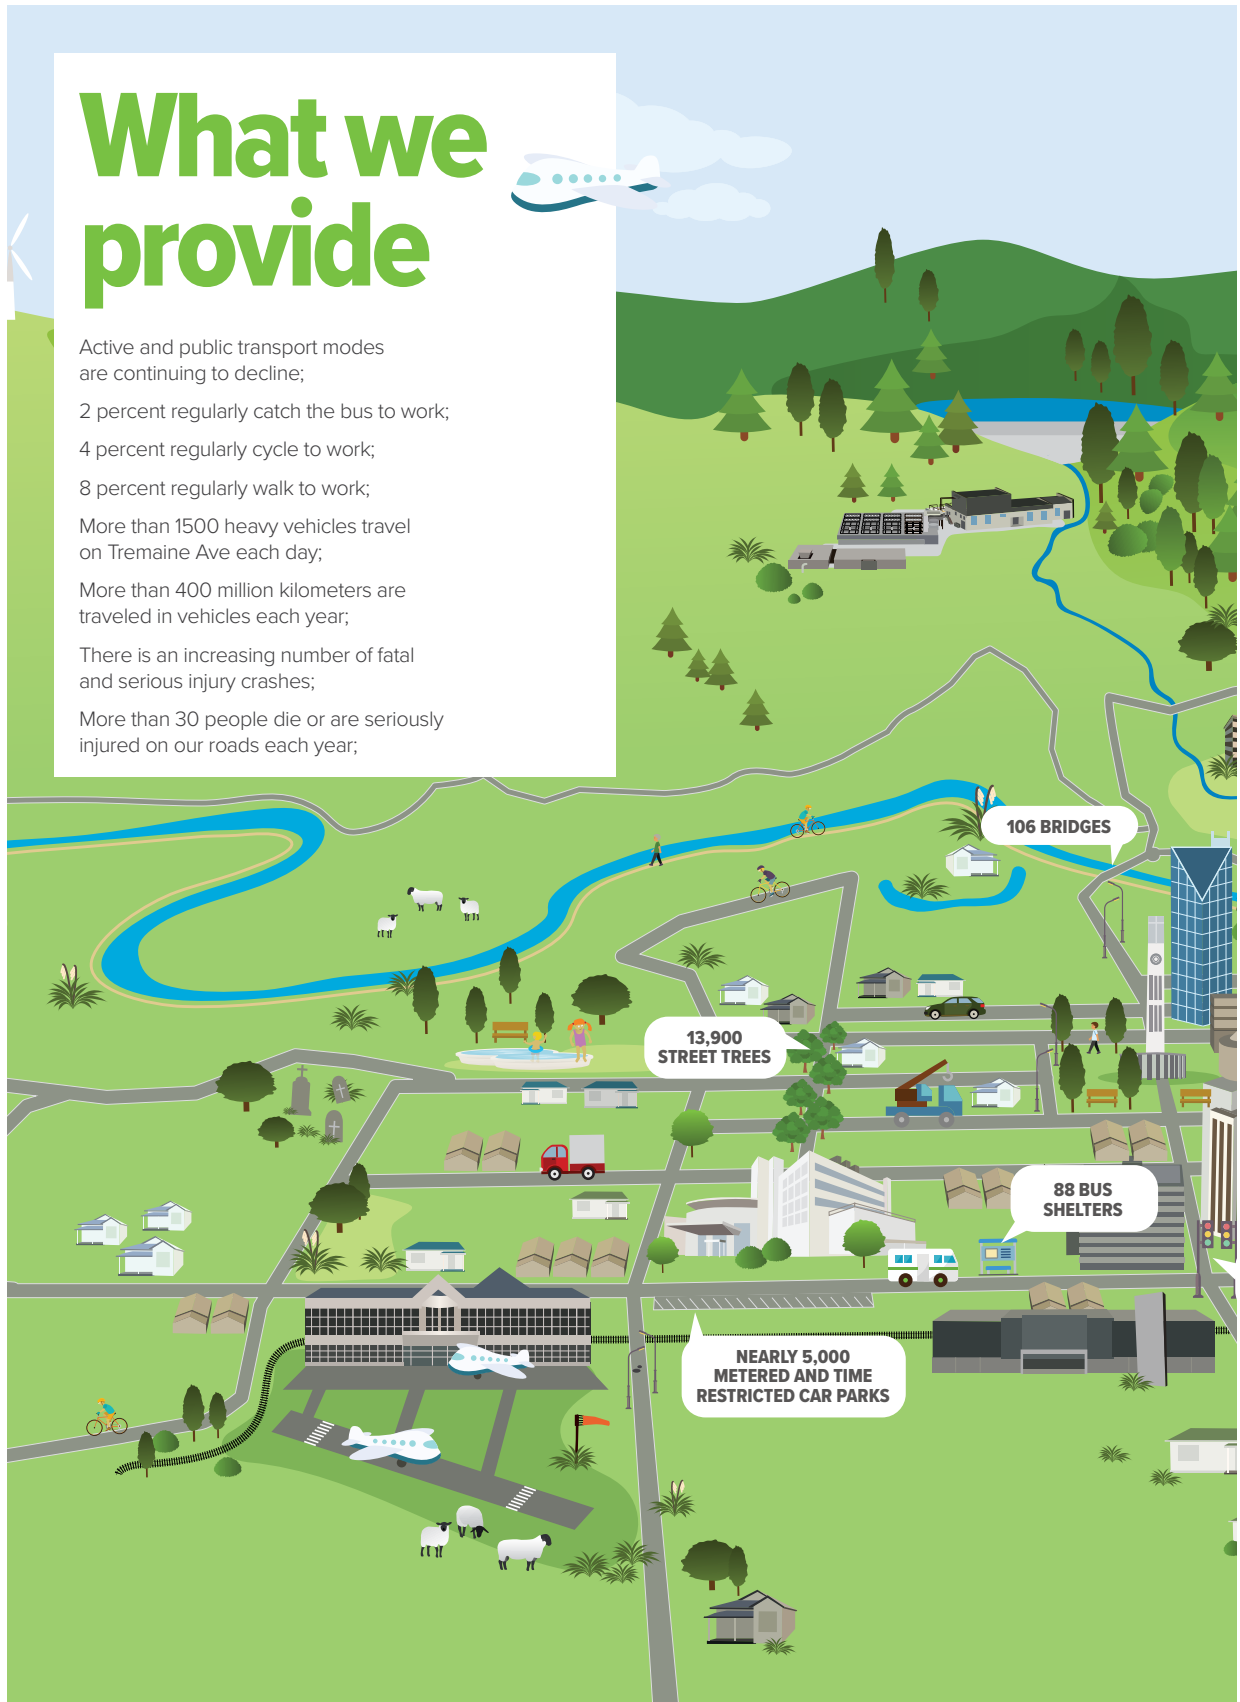 What we
provide
Active and public transport modes
are continuing to decline;
2 percent regularly catch the bus to work;
4 percent regularly cycle to work;
8 percent regularly walk to work;
More than 1500 heavy vehicles travel
on Tremaine Ave each day;
More than 400 million kilometers are
traveled in vehicles each year;
There is an increasing number of fatal
and serious injury crashes;
More than 30 people die or are seriously
injured on our roads each year;
106 BRIDGES
13,900
STREET TREES
88 BUS
SHELTERS
NEARLY 5,000
METERED AND TIME
RESTRICTED CAR PARKS